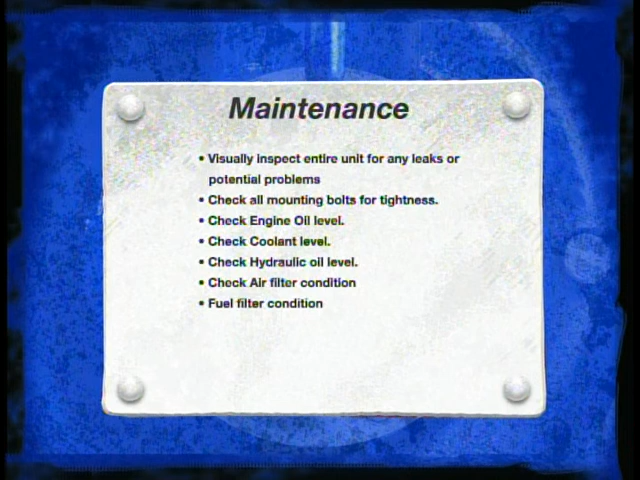 Maintenance
• Visually inspect entire unit for any leaks or
potential problems
• Check all mounting bolts for tightness.
• Check Engine Oil level.
• Check Coolant level.
• Check Hydraulic oil level.
• Check Air filter condition
• Fuel filter condition